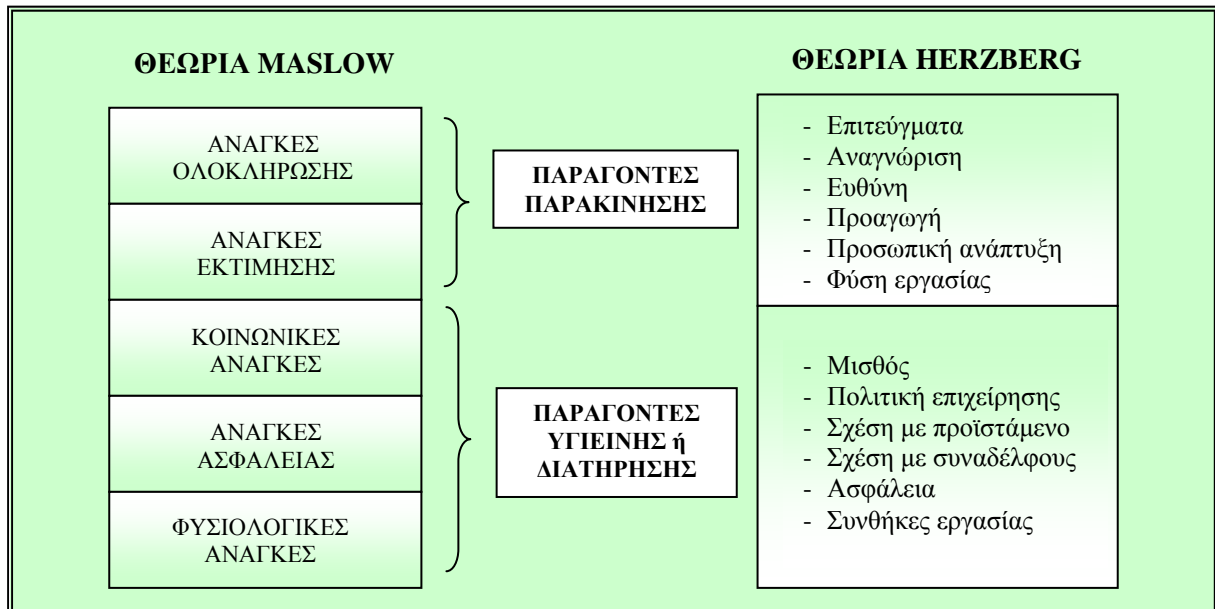 ΘΕΩΡΙΑ MASLOW
ΑΝΑΓΚΕΣ
ΟΛΟΚΛΗΡΩΣΗΣ
ΑΝΑΓΚΕΣ
ΕΚΤΙΜΗΣΗΣ
ΚΟΙΝΩΝΙΚΕΣ
ΑΝΑΓΚΕΣ
ΑΝΑΓΚΕΣ
ΑΣΦΑΛΕΙΑΣ
ΦΥΣΙΟΛΟΓΙΚΕΣ
ΑΝΑΓΚΕΣ
ΠΑΡΑΓΟΝΤΕΣ
ΠΑΡΑΚΙΝΗΣΗΣ
ΠΑΡΑΓΟΝΤΕΣ
ΥΓΙΕΙΝΗΣ ή
ΔΙΑΤΗΡΗΣΗΣ
ΘΕΩΡΙΑ HERZBERG
- Επιτεύγματα
- Αναγνώριση
- Ευθύνη
- Προαγωγή
- Προσωπική ανάπτυξη
- Φύση εργασίας
- Μισθός
- Πολιτική επιχείρησης
- Σχέση με προϊστάμενο
- Σχέση με συναδέλφους
- Ασφάλεια
- Συνθήκες εργασίας